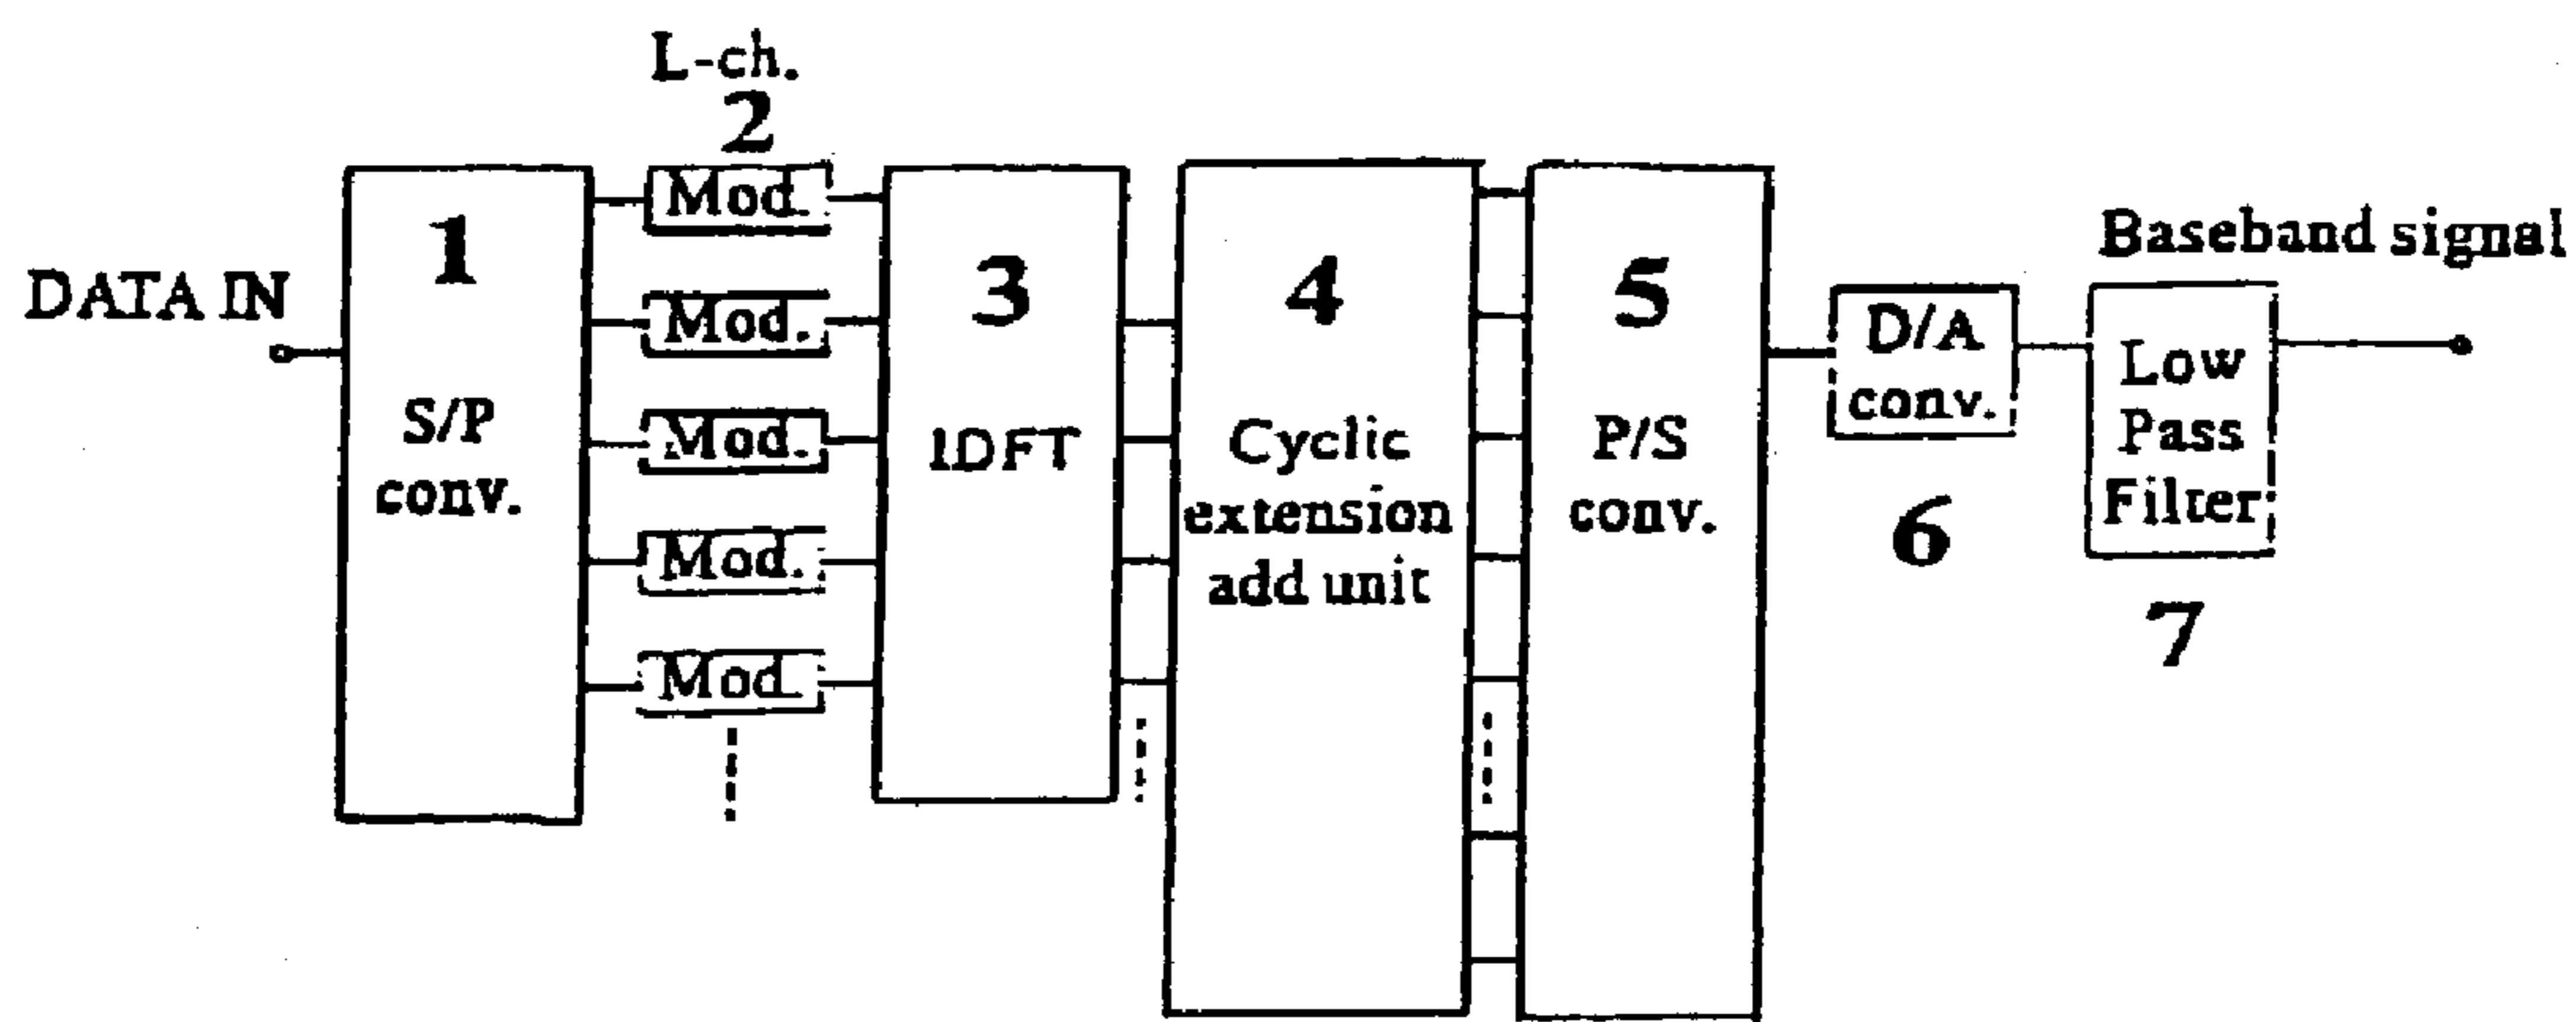 L-ch.
2
DATA IN
1
S/P
conv.
Mod.
Mod.
Mod.
Mod.
Mod.
3
IDFT
4
Cyclic
extension
add unit
5
P/S
conv.
D/A
conv.
6
Baseband signal
Low
Pass
Filter
7